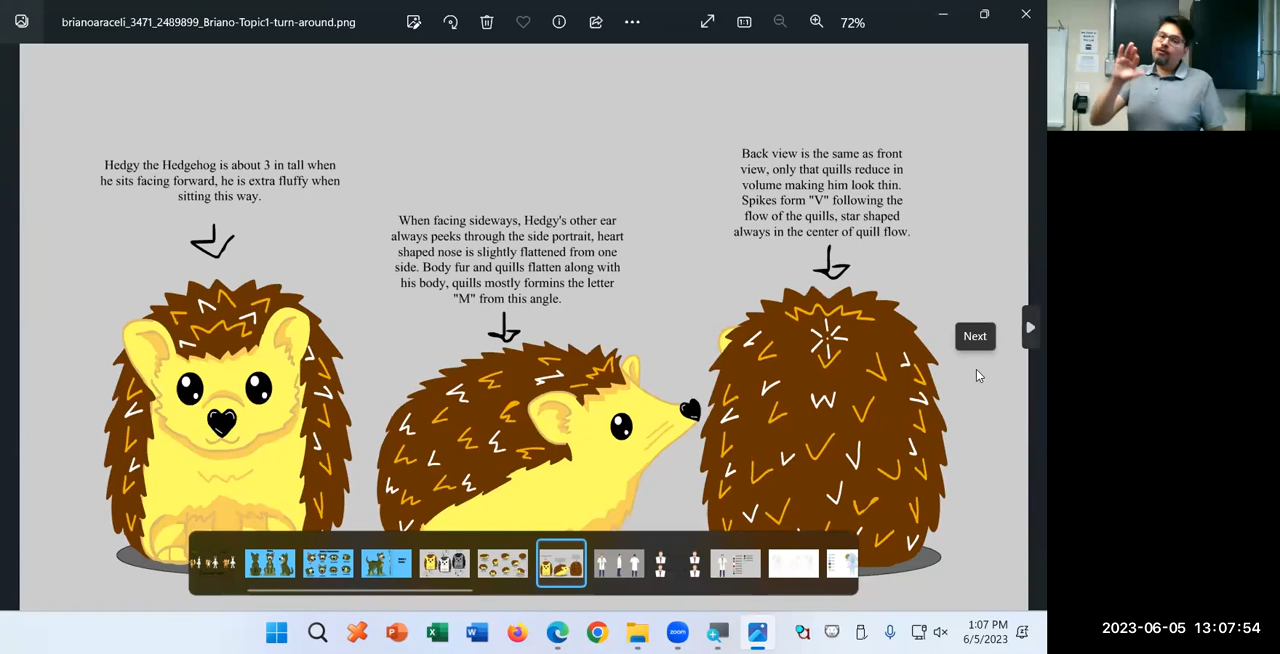 brianoaraceli_3471_2489899_Briano-Topic1-turn-around.png
72%
Hedgy the Hedgehog is about 3 in tall when
he sits facing forward, he is extra fluffy when
sitting this way.
When facing sideways, Hedgy's other ear
always peeks through the side portrait, heart
shaped nose is slightly flattened from one
side. Body fur and quills flatten along with
his body, quills mostly formins the letter
"M" from this angle.
Back view is the same as front
view, only that quills reduce in
volume making him look thin.
Spikes form "V" following the
flow of the quills, star shaped
always in the center of quill flow.
Next
zoom
1:07 PM
6/5/2023
2023-06-05 13:07:54